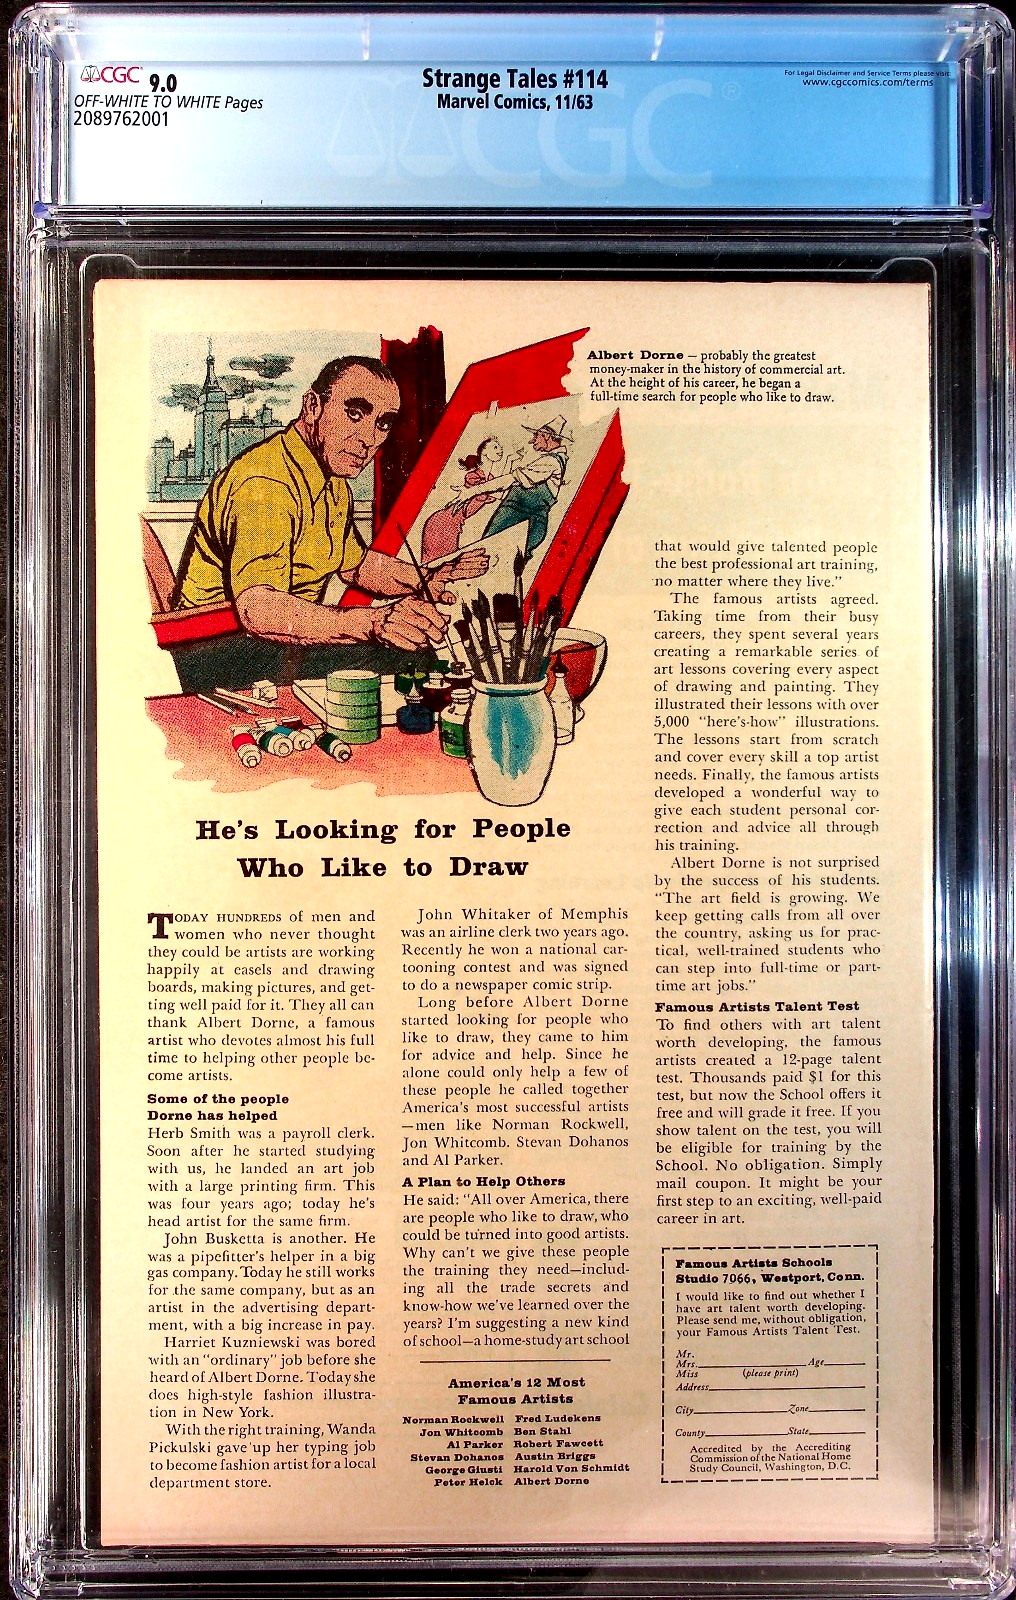 CGC 9.0
OFF-WHITE TO WHITE Pages
2089762001
Strange Tales #114
Marvel Comics, 11/63
For Legal Disclaimer and Service Terms please visit:
www.cgccomics.com/terms
CGC®
Albert Dorne — probably the greatest
money-maker in the history of commercial art.
At the height of his career, he began a
full-time search for people who like to draw.
He's Looking for People
Who Like to Draw
TODAY HUNDREDS of men and
women who never thought
they could be artists are working
happily at easels and drawing
boards, making pictures, and get-
ting well paid for it. They all can
thank Albert Dorne, a famous
artist who devotes almost his full
time to helping other people be-
come artists.
Some of the people
Dorne has helped
Herb Smith was a payroll clerk.
Soon after he started studying
with us, he landed an art job
with a large printing firm. This
was four years ago; today he's
head artist for the same firm.
John Busketta is another. He
was a pipefitter's helper in a big
gas company. Today he still works
for the same company, but as an
artist in the advertising depart-
ment, with a big increase in pay.
Harriet Kuzniewski was bored
with an "ordinary" job before she
heard of Albert Dorne. Today she
does high-style fashion illustra-
tion in New York.
With the right training, Wanda
Pickulski gave up her typing job
to become fashion artist for a local
department store.
John Whitaker of Memphis
was an airline clerk two years ago.
Recently he won a national car-
tooning contest and was signed
to do a newspaper comic strip.
Long before Albert Dorne
started looking for people who
like to draw, they came to him
for advice and help. Since he
alone could only help a few of
these people he called together
America's most successful artists
—men like Norman Rockwell,
Jon Whitcomb. Stevan Dohanos
and Al Parker.
A Plan to Help Others
He said: "All over America, there
are people who like to draw, who
could be turned into good artists.
Why can't we give these people
the training they need—includ-
ing all the trade secrets and
know-how we've learned over the
years? I'm suggesting a new kind
of school—a home-study art school
America's 12 Most
Famous Artists
Norman Rockwell Fred Ludekens
Jon Whitcomb Ben Stahl
Al Parker Robert Fawcett
Stevan Dohanos Austin Briggs
George Giusti Harold Von Schmidt
Peter Helck Albert Dorne
that would give talented people
the best professional art training,
no matter where they live."
The famous artists agreed.
Taking time from their busy
careers, they spent several years
creating a remarkable series of
art lessons covering every aspect
of drawing and painting. They
illustrated their lessons with over
5,000 "here's-how" illustrations.
The lessons start from scratch
and cover every skill a top artist
needs. Finally, the famous artists
developed a wonderful way to
give each student personal cor-
rection and advice all through
his training.
Albert Dorne is not surprised
by the success of his students.
"The art field is growing. We
keep getting calls from all over
the country, asking us for prac-
tical, well-trained students who
can step into full-time or part-
time art jobs."
Famous Artists Talent Test
To find others with art talent
worth developing, the famous
artists created a 12-page talent
test. Thousands paid $1 for this
test, but now the School offers it
free and will grade it free. If you
show talent on the test, you will
be eligible for training by the
School. No obligation. Simply
mail coupon. It might be your
first step to an exciting, well-paid
career in art.
Famous Artists Schools
Studio 7066, Westport, Conn.
I would like to find out whether I
have art talent worth developing.
Please send me, without obligation,
your Famous Artists Talent Test.
Mr.
Mrs. Age
Miss (please print)
Address
City Zone
County State
Accredited by the Accrediting
Commission of the National Home
Study Council, Washington, D.C.